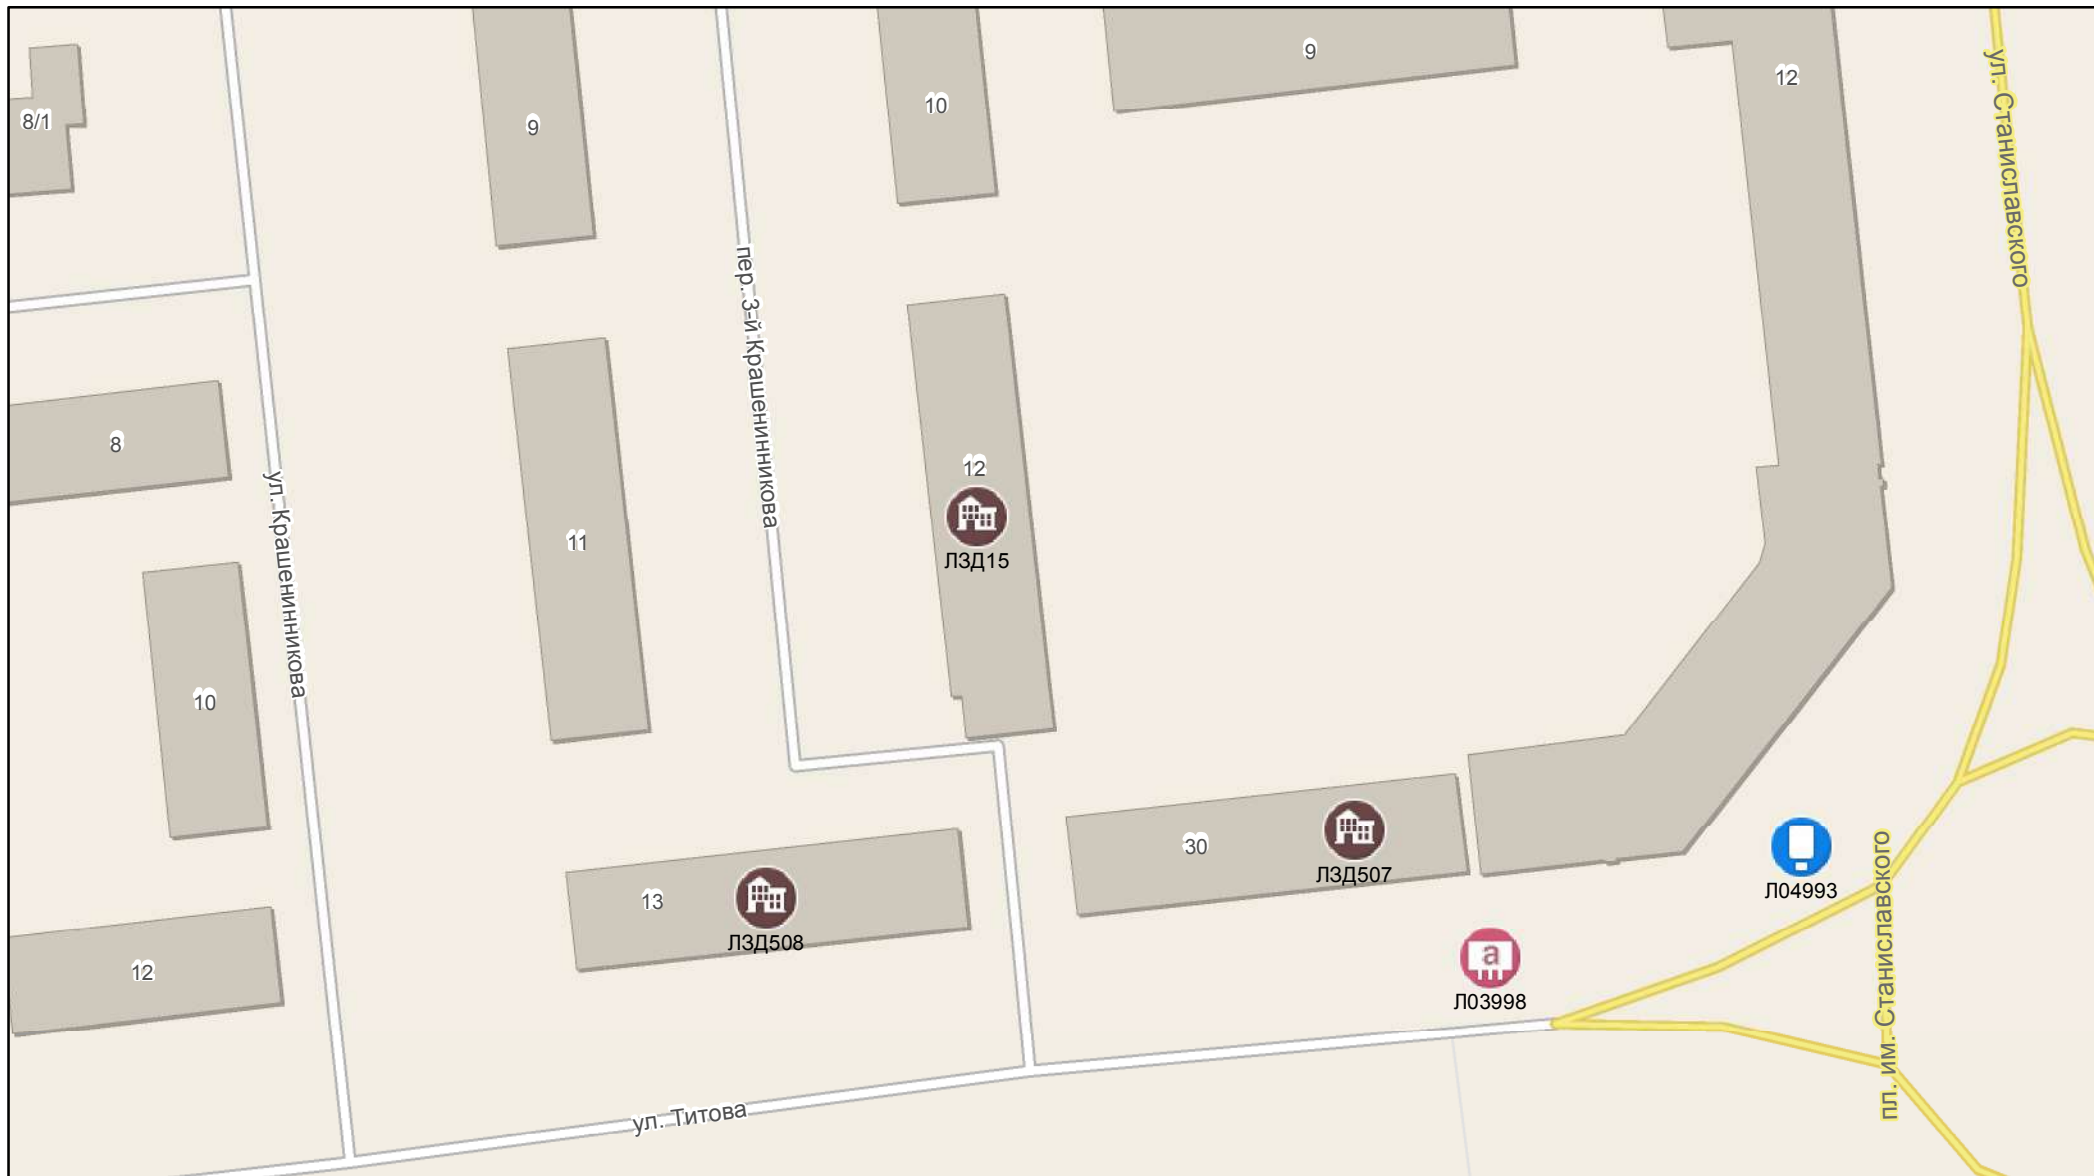 9
12
8/1
10
9
ул. Станиславского
пер. 3-й Крашенинникова
8
12
ЛЗД15
11
ул. Крашенинникова
10
30
ЛЗД507
Л04993
13
ЛЗД508
12
а
Л03998
пл. им. Станиславского
ул. Титова